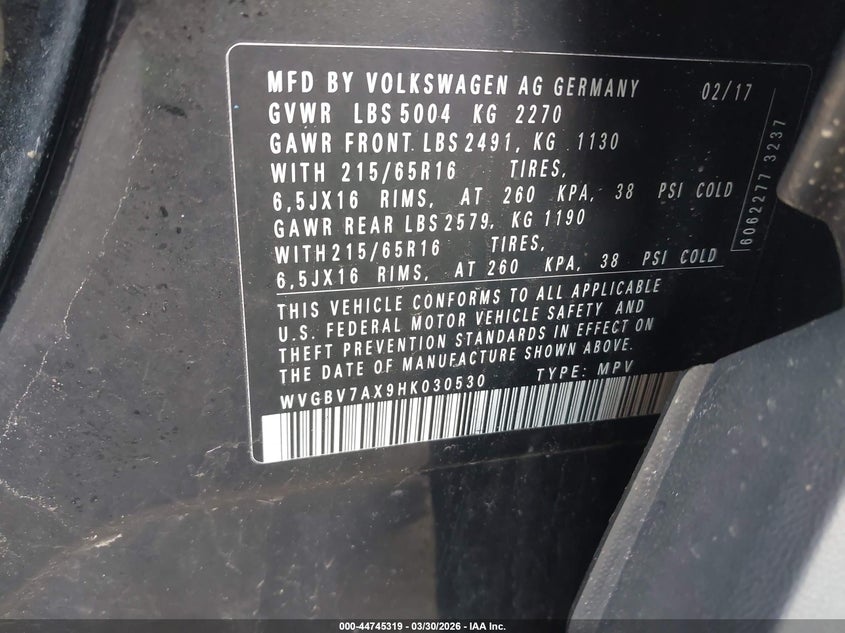 MFD BY VOLKSWAGEN AG GERMANY 02/17
GVWR LBS 5004 KG 2270
GAWR FRONT LBS 2491, KG 1130
WITH 215/65R16 TIRES,
6,5JX16 RIMS, AT 260 KPA, 38 PSI COLD
GAWR REAR LBS 2579, KG 1190
WITH 215/65R16 TIRES,
6,5JX16 RIMS, AT 260 KPA, 38 PSI COLD
THIS VEHICLE CONFORMS TO ALL APPLICABLE
U.S. FEDERAL MOTOR VEHICLE SAFETY AND
THEFT PREVENTION STANDARDS IN EFFECT ON
THE DATE OF MANUFACTURE SHOWN ABOVE.
WVGBV7AX9HK030530 TYPE: MPV
6062277 3237
000-44745319 - 03/30/2026 - IAA Inc.